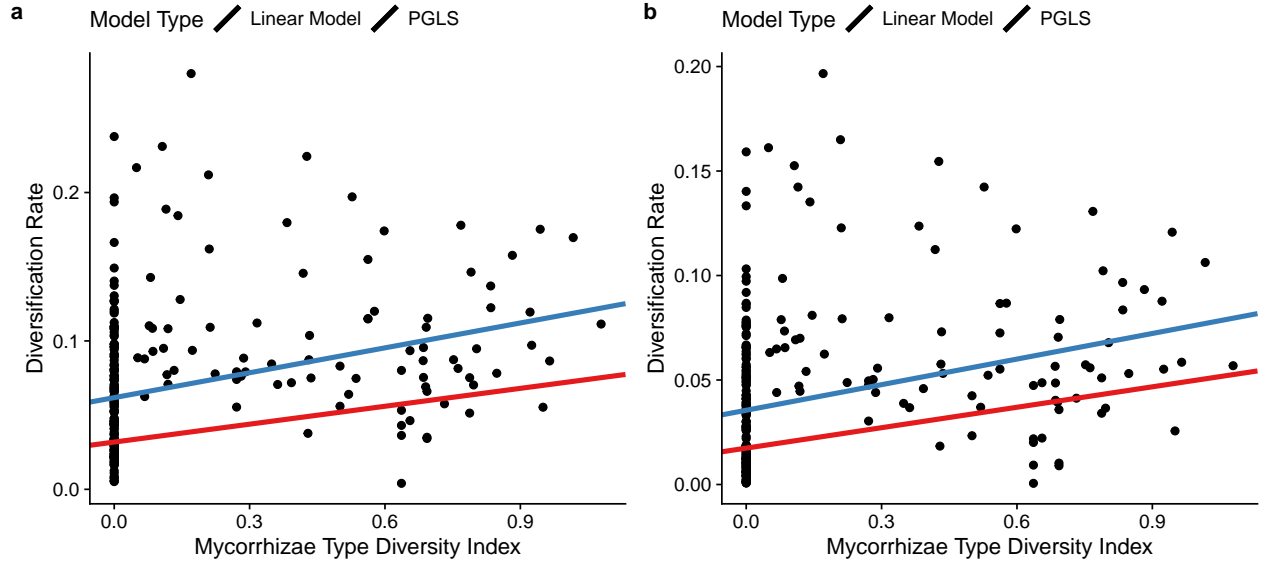 a
Model Type Linear Model PGLS
Diversification Rate
0.2
0.1
0.0
0.0 0.3 0.6 0.9
Mycorrhizae Type Diversity Index
b
Model Type Linear Model PGLS
Diversification Rate
0.20
0.15
0.10
0.05
0.00
0.0 0.3 0.6 0.9
Mycorrhizae Type Diversity Index